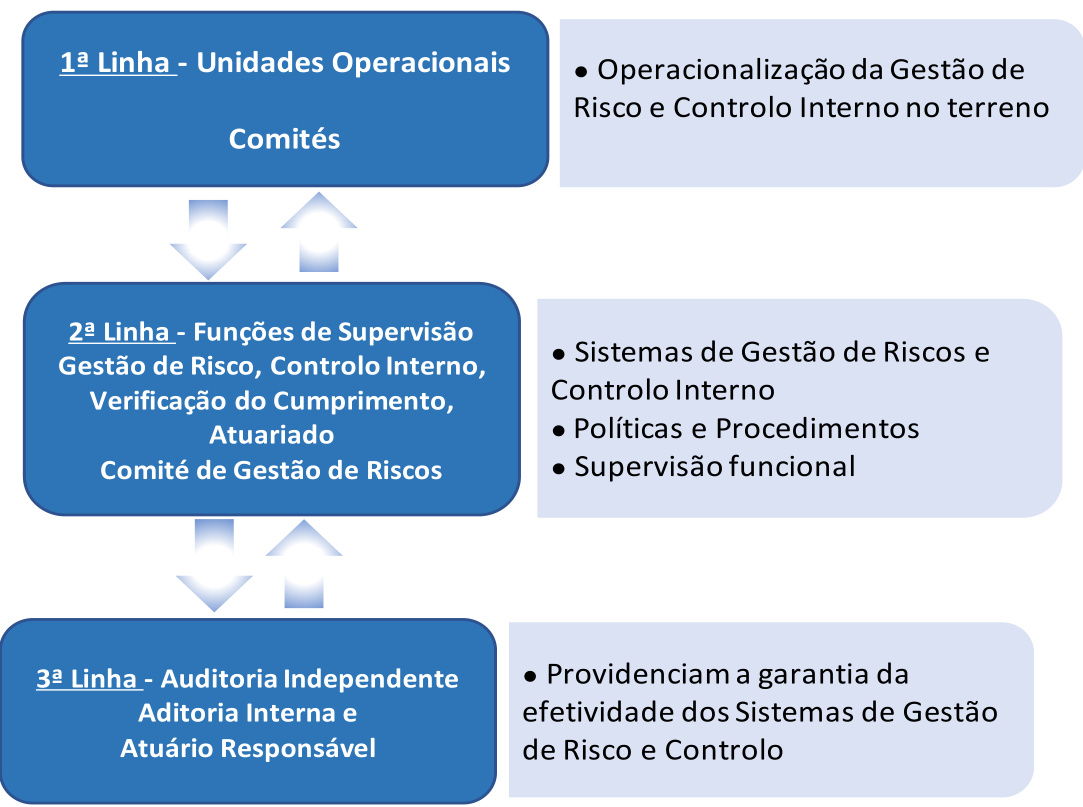 1ª Linha - Unidades Operacionais
Comités
● Operacionalização da Gestão de
Risco e Controlo Interno no terreno
2ª Linha - Funções de Supervisão
Gestão de Risco, Controlo Interno,
Verificação do Cumprimento,
Atuariado
Comité de Gestão de Riscos
● Sistemas de Gestão de Riscos e
Controlo Interno
● Políticas e Procedimentos
● Supervisão funcional
3ª Linha - Auditoria Independente
Aditoria Interna e
Atuário Responsável
● Providenciam a garantia da
efetividade dos Sistemas de Gestão
de Risco e Controlo